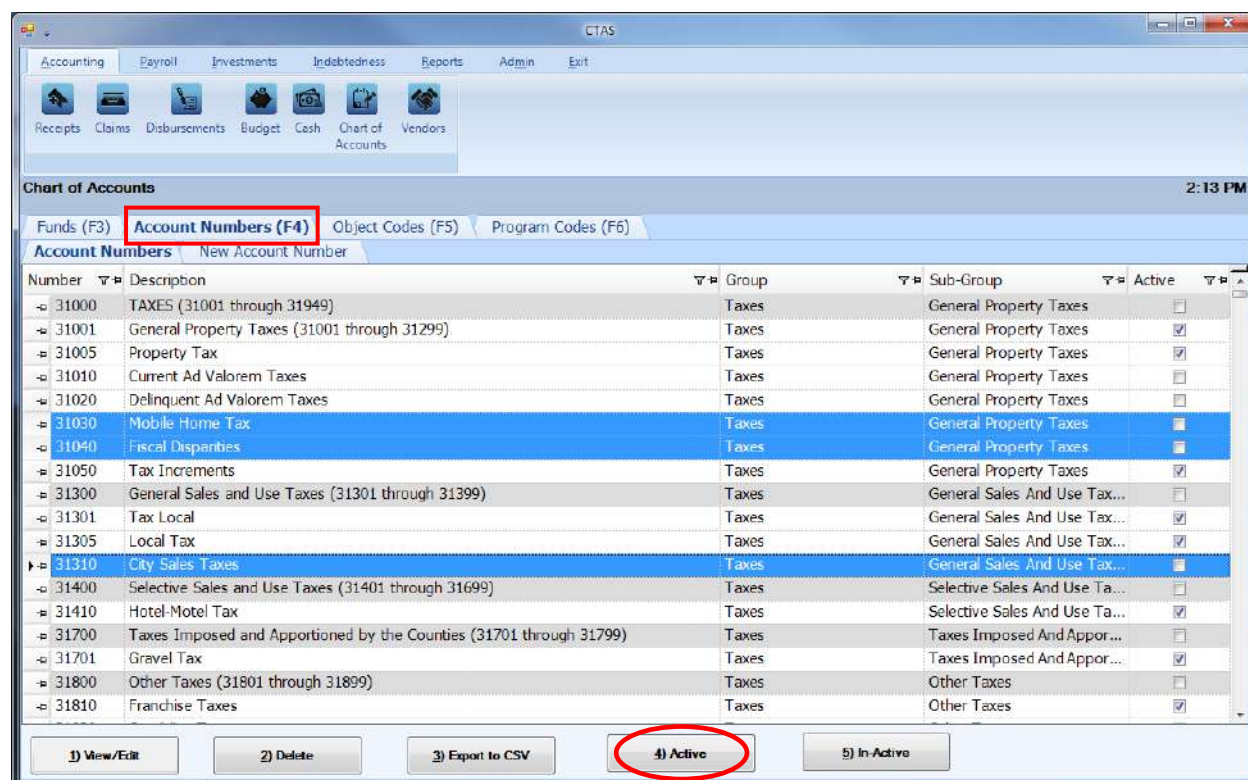 CTAS
Accounting Payroll Investments Indebtedness Reports Admin Exit
Receipts Claims Disbursements Budget Cash Chart of Accounts Vendors
Chart of Accounts 2:13 PM
Funds (F3) Account Numbers (F4) Object Codes (F5) Program Codes (F6)
Account Numbers New Account Number
Number Description Group Sub-Group Active
31000 TAXES (31001 through 31949) Taxes General Property Taxes
31001 General Property Taxes (31001 through 31299) Taxes General Property Taxes
31005 Property Tax Taxes General Property Taxes
31010 Current Ad Valorem Taxes Taxes General Property Taxes
31020 Delinquent Ad Valorem Taxes Taxes General Property Taxes
31030 Mobile Home Tax Taxes General Property Taxes
31040 Fiscal Disparities Taxes General Property Taxes
31050 Tax Increments Taxes General Property Taxes
31300 General Sales and Use Taxes (31301 through 31399) Taxes General Sales And Use Tax...
31301 Tax Local Taxes General Sales And Use Tax...
31305 Local Tax Taxes General Sales And Use Tax...
31310 City Sales Taxes Taxes General Sales And Use Tax...
31400 Selective Sales and Use Taxes (31401 through 31699) Taxes Selective Sales And Use Ta...
31410 Hotel-Motel Tax Taxes Selective Sales And Use Ta...
31700 Taxes Imposed and Apportioned by the Counties (31701 through 31799) Taxes Taxes Imposed And Appor...
31701 Gravel Tax Taxes Taxes Imposed And Appor...
31800 Other Taxes (31801 through 31899) Taxes Other Taxes
31810 Franchise Taxes Taxes Other Taxes
1) View/Edit 2) Delete 3) Export to CSV 4) Active 5) In-Active